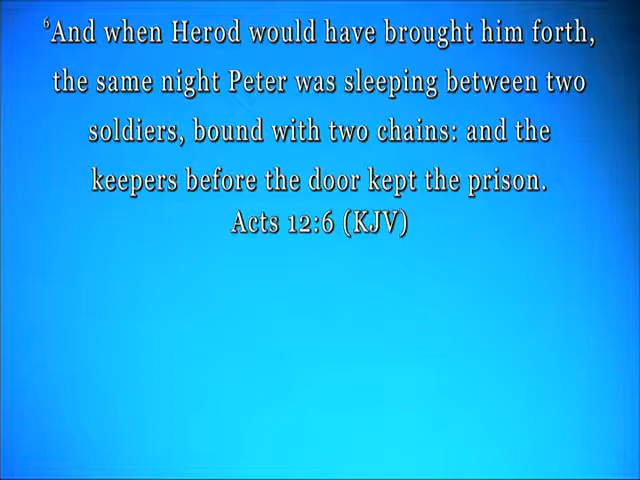 ⁶And when Herod would have brought him forth,
the same night Peter was sleeping between two
soldiers, bound with two chains: and the
keepers before the door kept the prison.
Acts 12:6 (KJV)